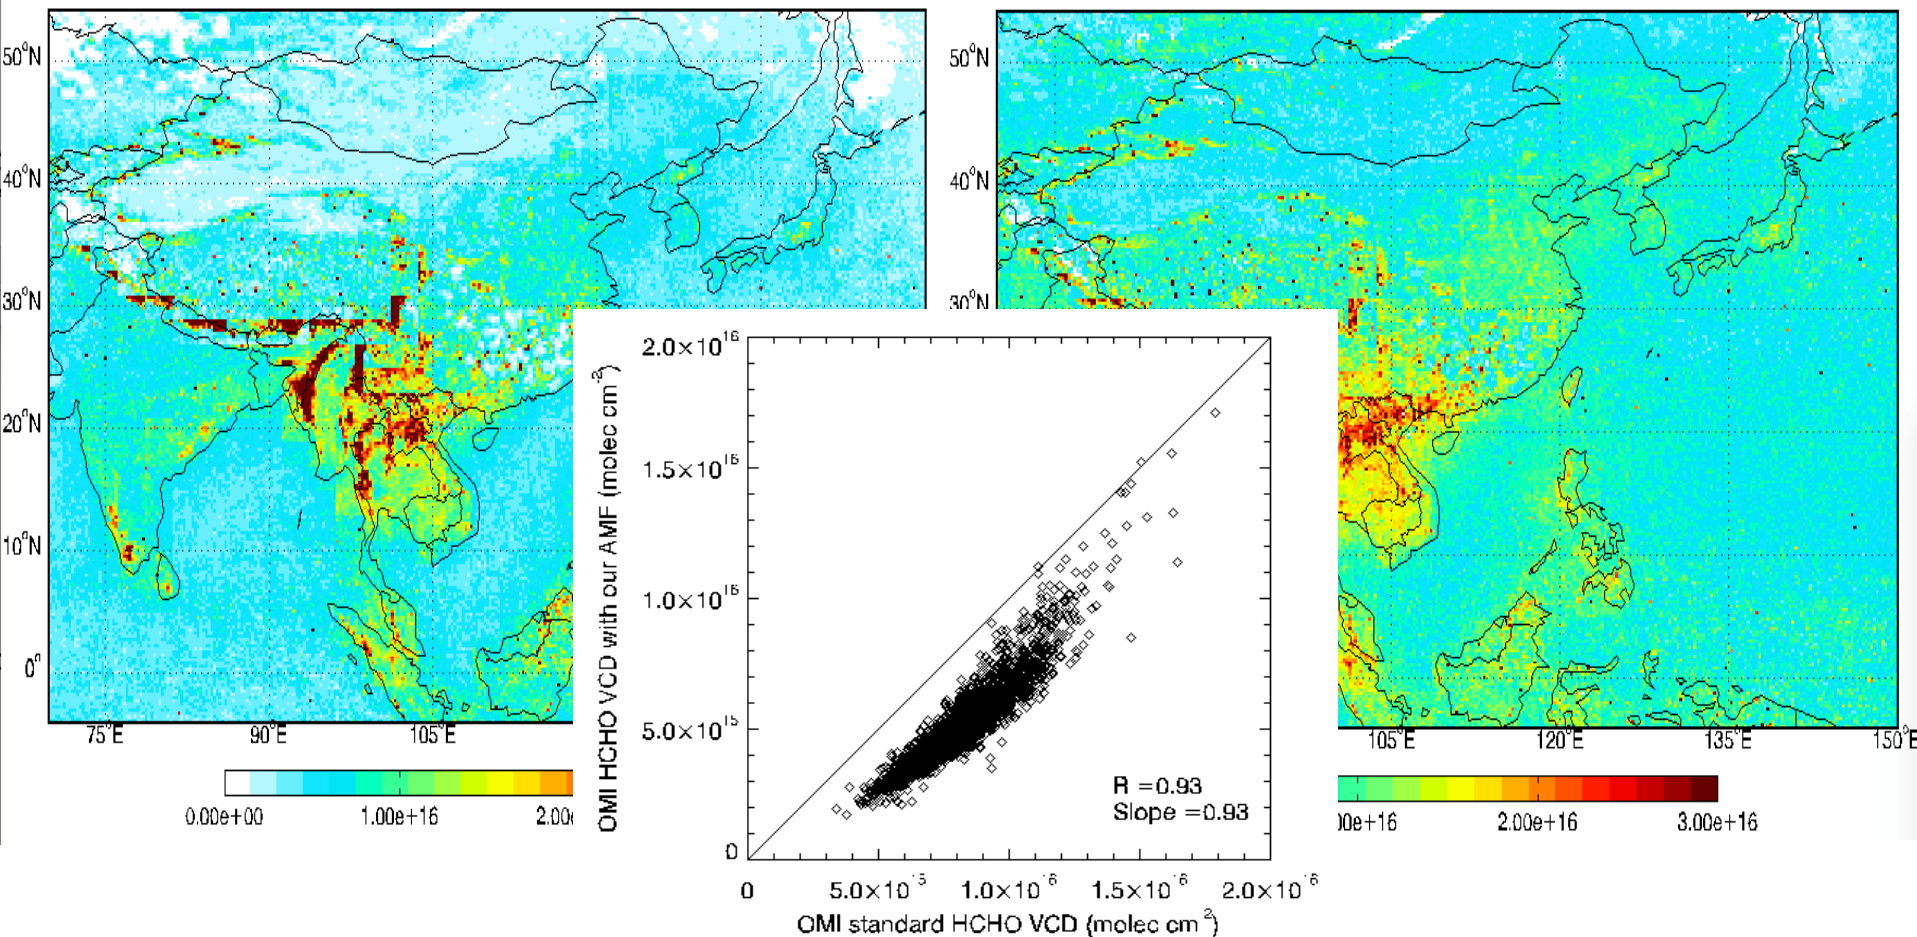 50°N
40°N
30°N
20°N
10°N
0°
75°E
90°E
105°E
0.00e+00
1.00e+16
50°N
40°N
30°N
105°E
120°E
135°E
150°E
2.00e+16
3.00e+16
OMI HCHO VCD with our AMF (molec cm⁻²)
2.0×10¹⁶
1.5×10¹⁶
1.0×10¹⁶
5.0×10¹⁵
0
R =0.93
Slope =0.93
0
5.0×10¹⁵
1.0×10¹⁶
1.5×10¹⁶
2.0×10¹⁶
OMI standard HCHO VCD (molec cm⁻²)